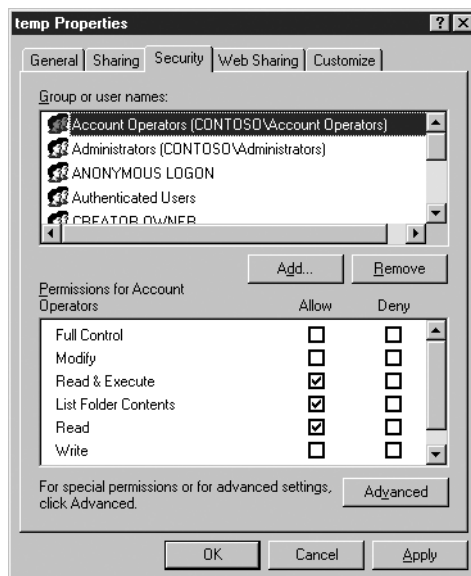 temp Properties
General Sharing Security Web Sharing Customize
Group or user names:
Account Operators (CONTOSO\Account Operators)
Administrators (CONTOSO\Administrators)
ANONYMOUS LOGON
Authenticated Users
CREATOR OWNER
Add... Remove
Permissions for Account
Operators Allow Deny
Full Control
Modify
Read & Execute
List Folder Contents
Read
Write
For special permissions or for advanced settings,
click Advanced. Advanced
OK Cancel Apply